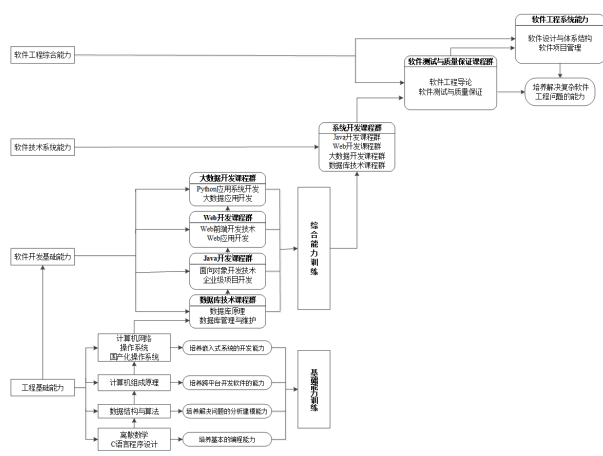 软件工程系统能力
软件设计与体系结构
软件项目管理
软件工程综合能力
软件测试与质量保证课程群
软件工程导论
软件测试与质量保证
培养解决复杂软件
工程问题的能力
系统开发课程群
Java开发课程群
Web开发课程群
大数据开发课程群
数据库技术课程群
软件技术系统能力
大数据开发课程群
Python应用系统开发
大数据应用开发
Web开发课程群
Web前端开发技术
Web应用开发
综合能力训练
软件开发基础能力
Java开发课程群
面向对象开发技术
企业级项目开发
数据库技术课程群
数据库原理
数据库管理与维护
计算机网络
操作系统
国产化操作系统
培养嵌入式系统的开发能力
工程基础能力
计算机组成原理
培养跨平台开发软件的能力
基础能力训练
数据结构与算法
培养解决问题的分析建模能力
离散数学
C语言程序设计
培养基本的编程能力